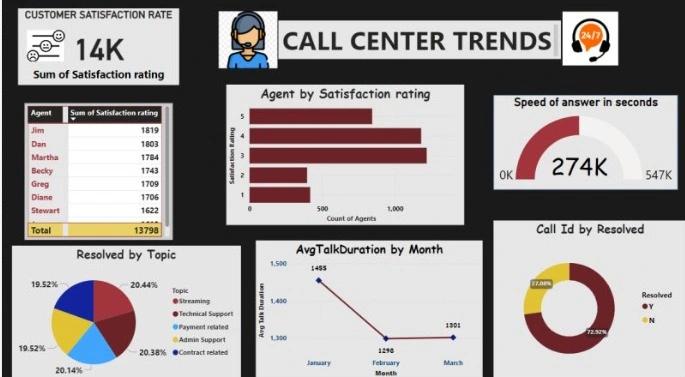 CUSTOMER SATISFACTION RATE
14K
Sum of Satisfaction rating
CALL CENTER TRENDS
24/7
Agent Sum of Satisfaction rating
Jim 1819
Dan 1803
Martha 1784
Becky 1743
Greg 1709
Diane 1706
Stewart 1622
Total 13798
Agent by Satisfaction rating
Satisfaction Rating
5
4
3
2
1
0 500 1,000
Count of Agents
Speed of answer in seconds
0K 274K 547K
Resolved by Topic
19.52% 20.44%
19.52% 20.38%
20.14%
Topic
Streaming
Technical Support
Payment related
Admin Support
Contract related
AvgTalkDuration by Month
Avg Talk Duration
1,500
1,400
1,300
1455
1298
1301
January February March
Month
Call Id by Resolved
27.08%
72.92%
Resolved
Y
N